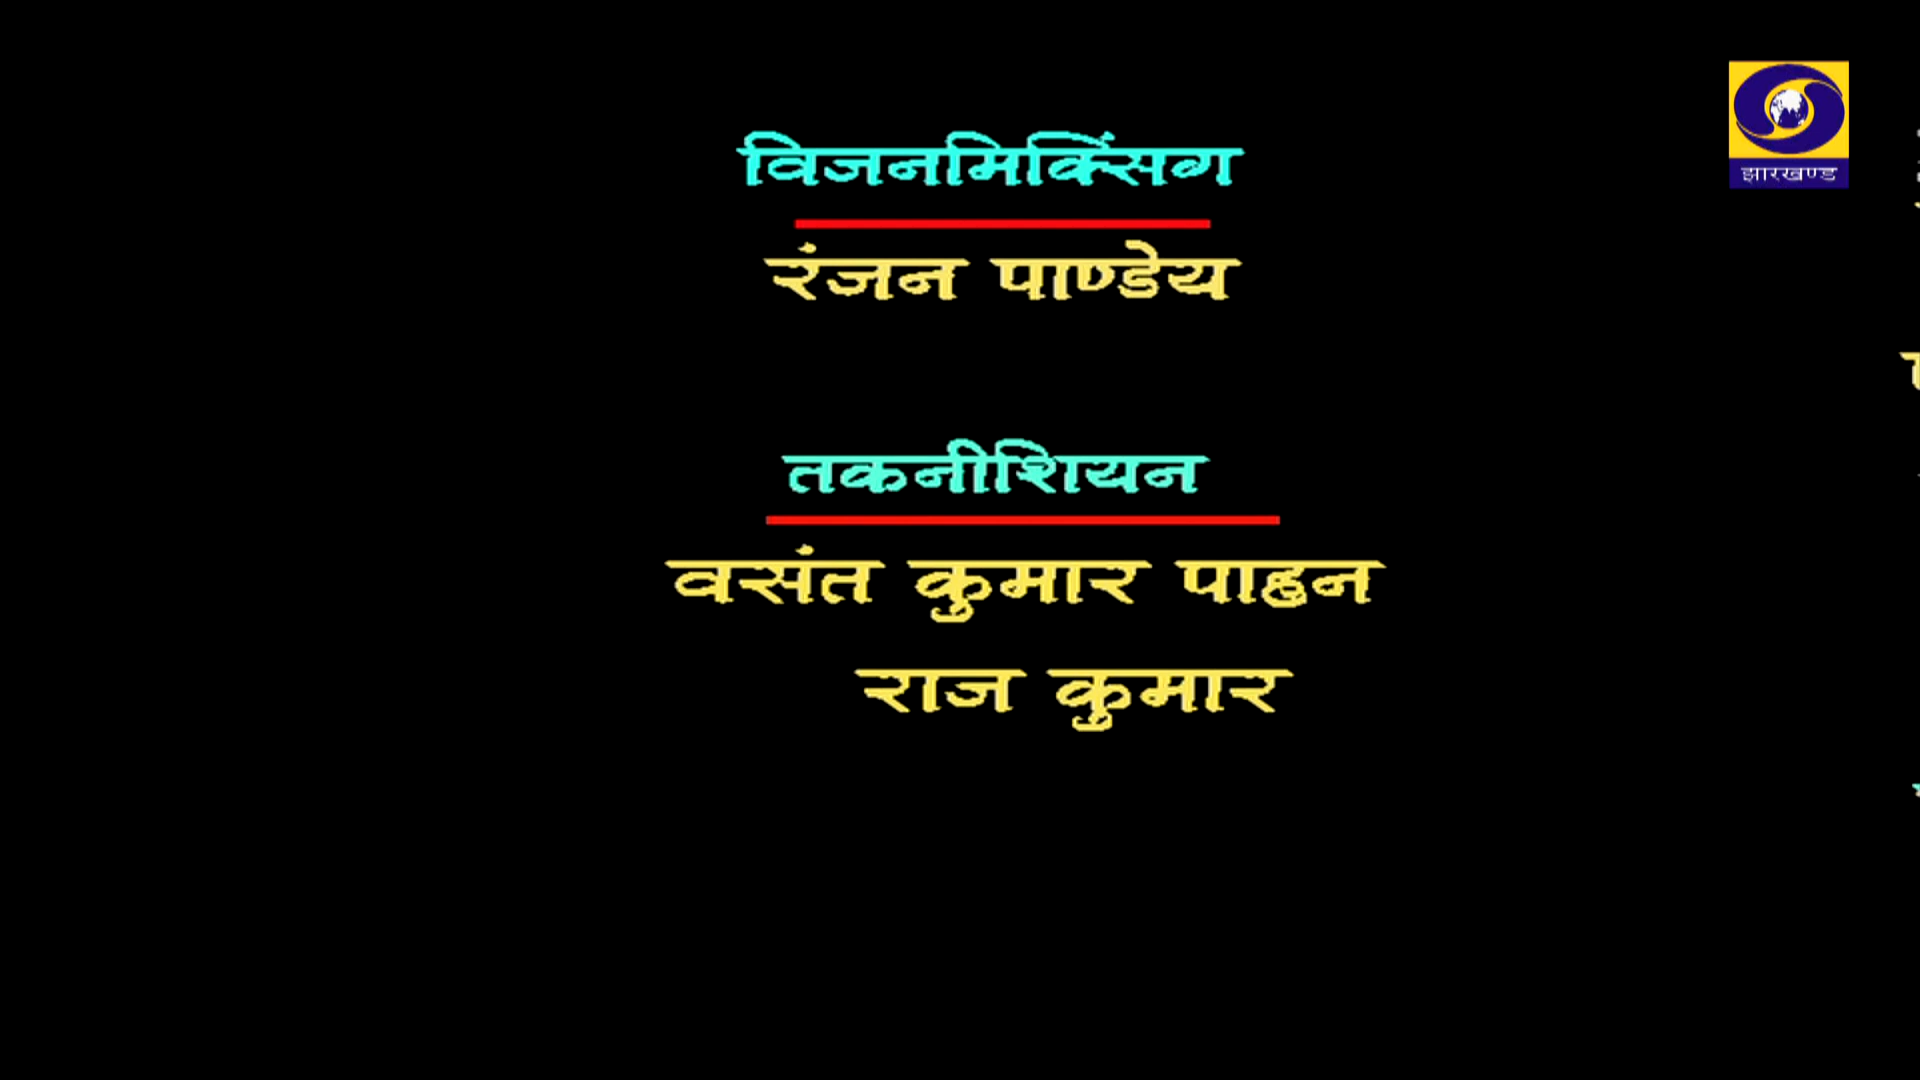 झारखण्ड
विजनमिक्सिंग
रंजन पाण्डेय
तकनीशियन
वसंत कुमार पाहन
राज कुमार